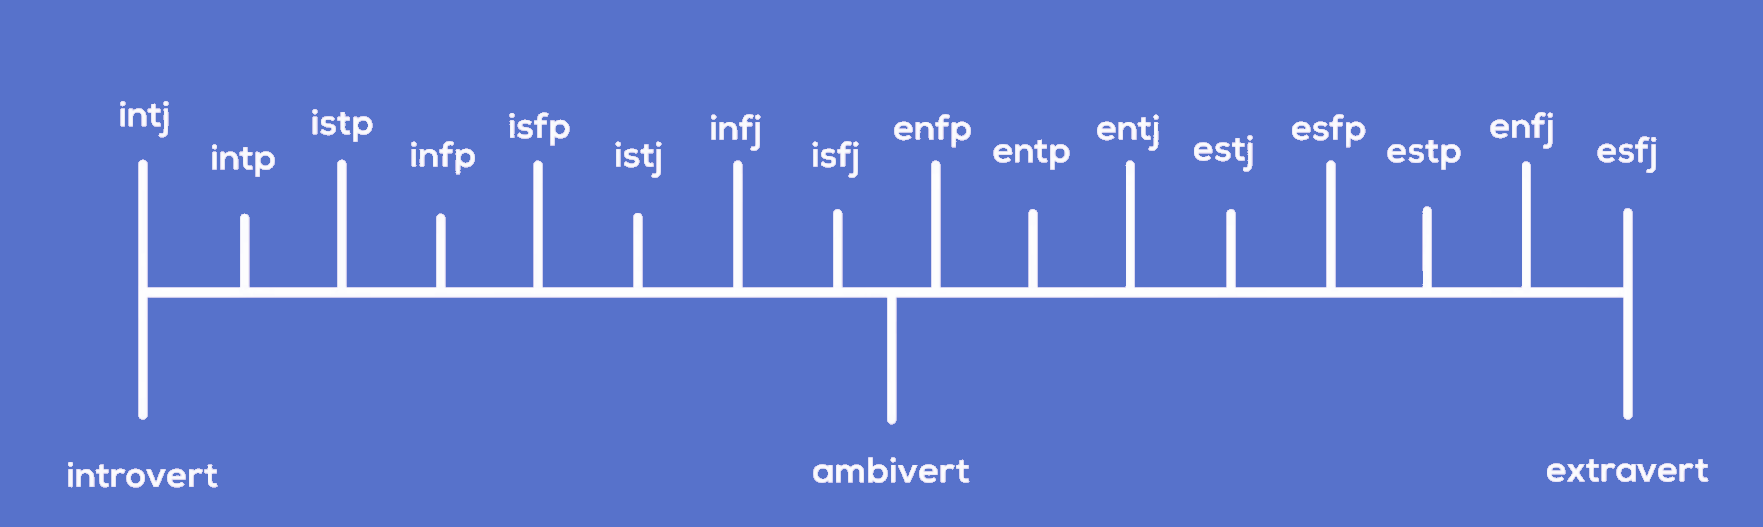 intj
intp
istp
infp
isfp
istj
infj
isfj
enfp
entp
entj
estj
esfp
estp
enfj
esfj
introvert
ambivert
extravert